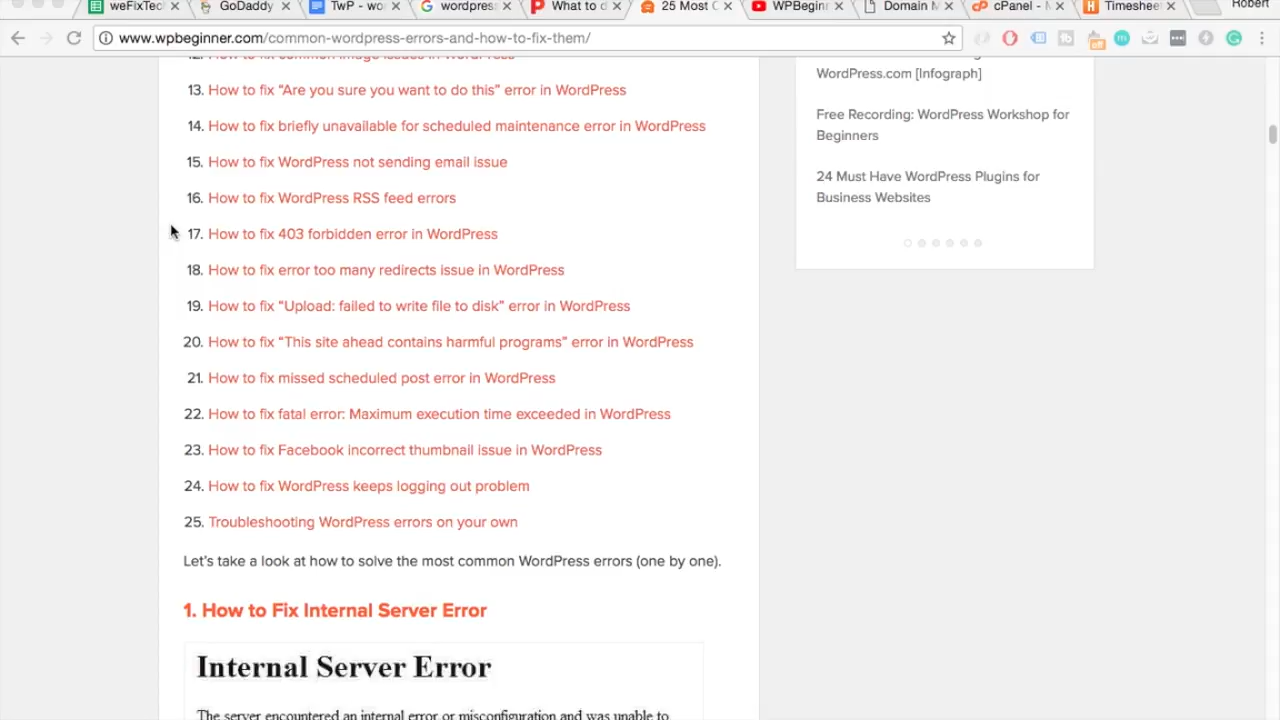 weFixTec
GoDaddy
TwP - wo
wordpres
What to d
25 Most C
WPBegin
Domain M
cPanel - M
Timeshee
Robert
www.wpbeginner.com/common-wordpress-errors-and-how-to-fix-them/
12. How to fix common image issues in WordPress
13. How to fix “Are you sure you want to do this” error in WordPress
14. How to fix briefly unavailable for scheduled maintenance error in WordPress
15. How to fix WordPress not sending email issue
16. How to fix WordPress RSS feed errors
17. How to fix 403 forbidden error in WordPress
18. How to fix error too many redirects issue in WordPress
19. How to fix “Upload: failed to write file to disk” error in WordPress
20. How to fix “This site ahead contains harmful programs” error in WordPress
21. How to fix missed scheduled post error in WordPress
22. How to fix fatal error: Maximum execution time exceeded in WordPress
23. How to fix Facebook incorrect thumbnail issue in WordPress
24. How to fix WordPress keeps logging out problem
25. Troubleshooting WordPress errors on your own
Let’s take a look at how to solve the most common WordPress errors (one by one).
1. How to Fix Internal Server Error
Internal Server Error
The server encountered an internal error or misconfiguration and was unable to
WordPress.com [Infograph]
Free Recording: WordPress Workshop for
Beginners
24 Must Have WordPress Plugins for
Business Websites